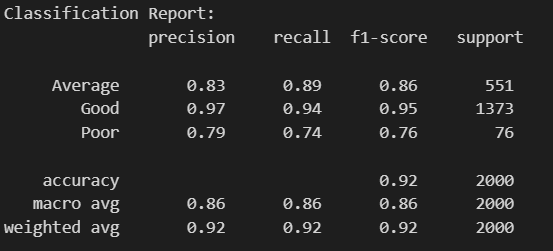 Classification Report:
precision recall f1-score support
Average 0.83 0.89 0.86 551
Good 0.97 0.94 0.95 1373
Poor 0.79 0.74 0.76 76
accuracy 0.92 2000
macro avg 0.86 0.86 0.86 2000
weighted avg 0.92 0.92 0.92 2000